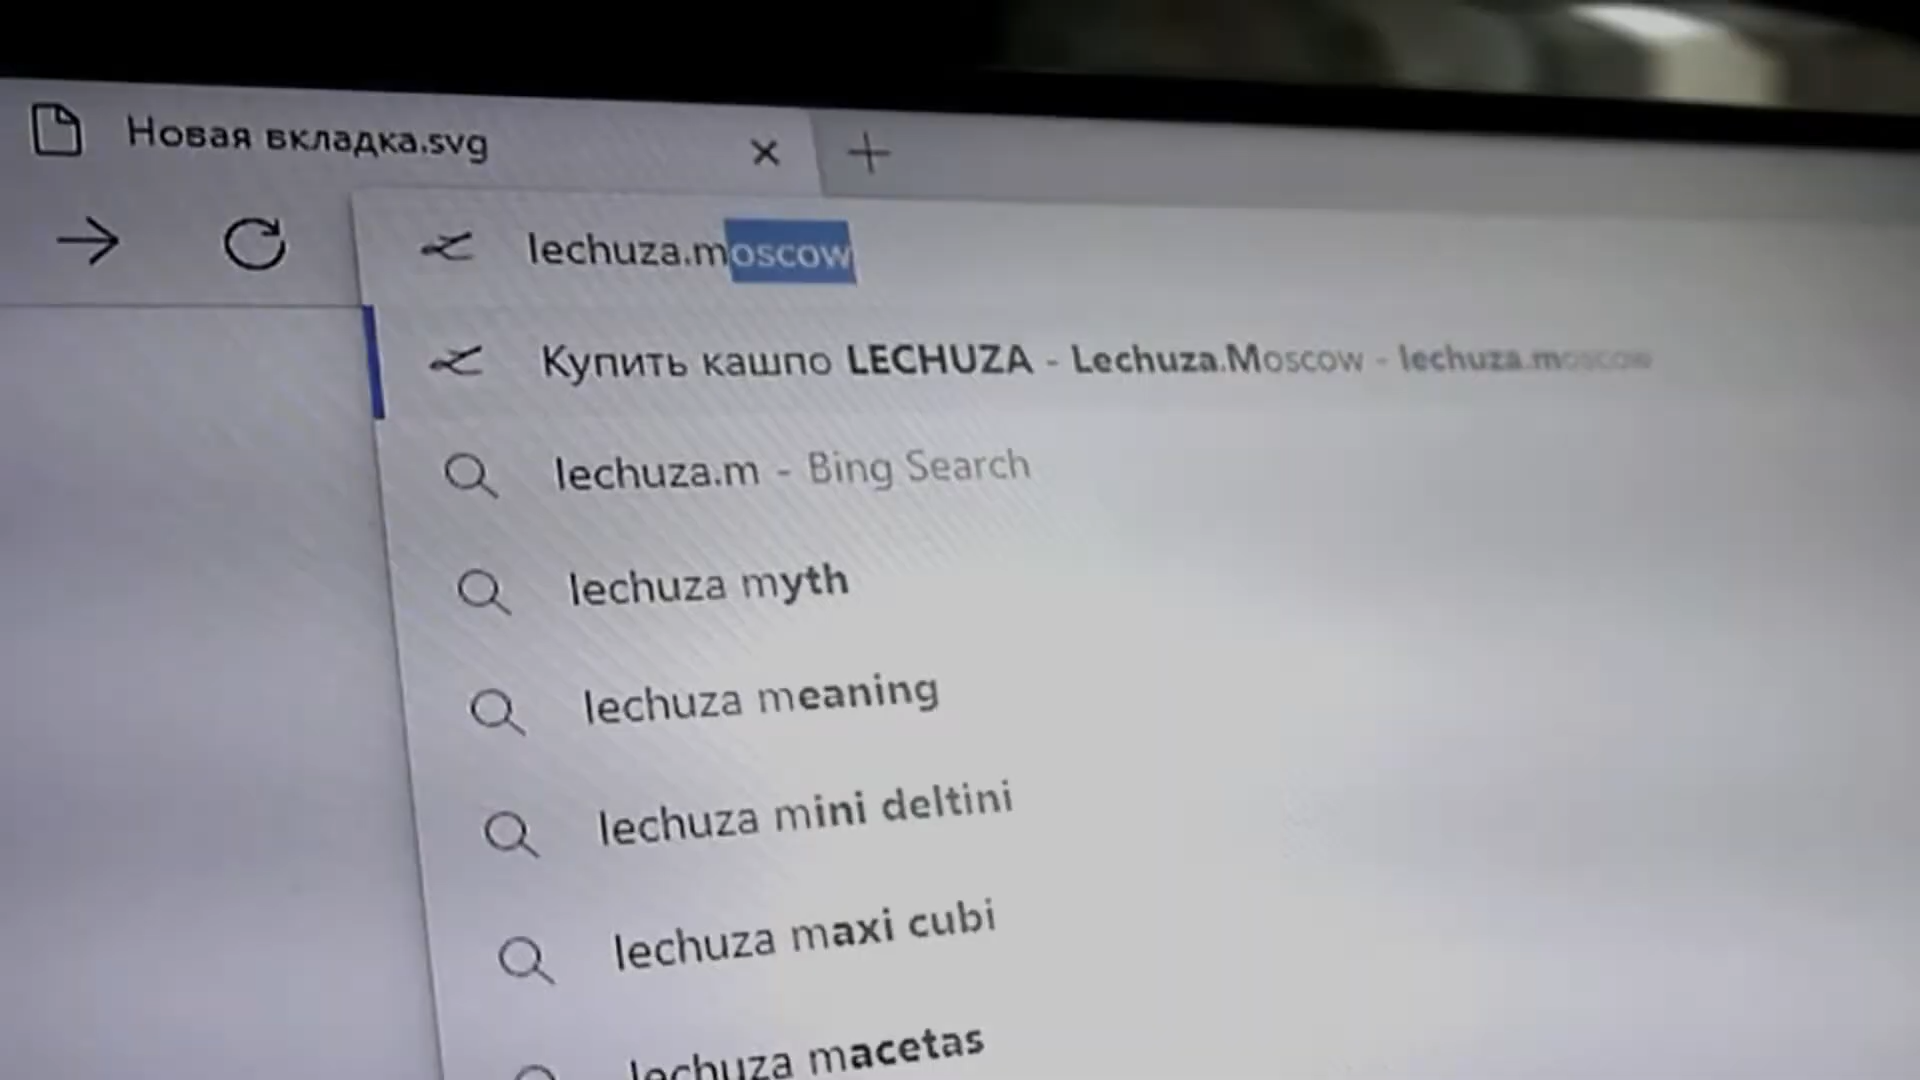 Новая вкладка.svg
lechuza.moscow
Купить кашпо LECHUZA - Lechuza.Moscow - lechuza.moscow
lechuza.m - Bing Search
lechuza myth
lechuza meaning
lechuza mini deltini
lechuza maxi cubi
lechuza macetas